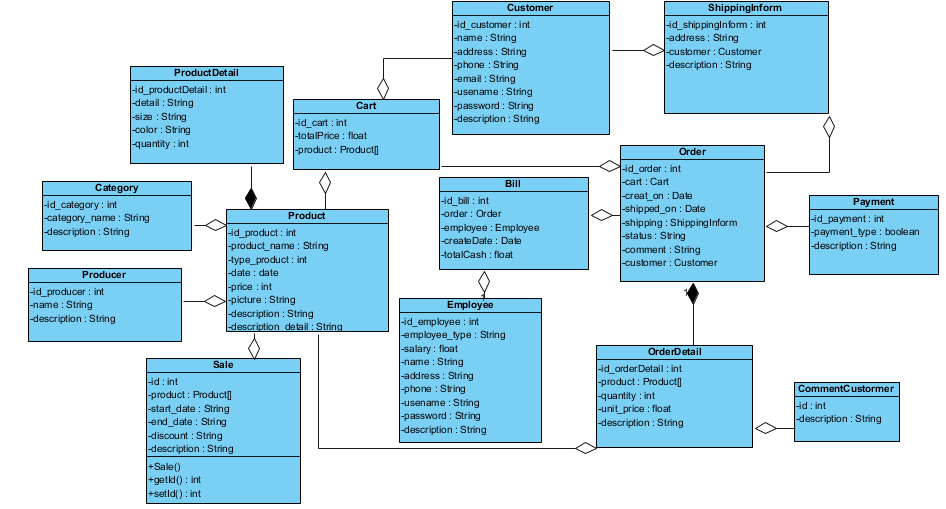 Customer
-id_customer : int
-name : String
-address : String
-phone : String
-email : String
-usename : String
-password : String
-description : String
ShippingInform
-id_shippingInform : int
-address : String
-customer : Customer
-description : String
ProductDetail
-id_productDetail : int
-detail : String
-size : String
-color : String
-quantity : int
Cart
-id_cart : int
-totalPrice : float
-product : Product[]
Order
-id_order : int
-cart : Cart
-creat_on : Date
-shipped_on : Date
-shipping : ShippingInform
-status : String
-comment : String
-customer : Customer
Bill
-id_bill : int
-order : Order
-employee : Employee
-createDate : Date
-totalCash : float
Category
-id_category : int
-category_name : String
-description : String
Payment
-id_payment : int
-payment_type : boolean
-description : String
Product
-id_product : int
-product_name : String
-type_product : int
-date : date
-price : int
-picture : String
-description : String
-description_detail : String
Producer
-id_producer : int
-name : String
-description : String
Employee
-id_employee : int
-employee_type : String
-salary : float
-name : String
-address : String
-phone : String
-usename : String
-password : String
-description : String
OrderDetail
-id_orderDetail : int
-product : Product[]
-quantity : int
-unit_price : float
-description : String
Sale
-id : int
-product : Product[]
-start_date : String
-end_date : String
-discount : String
-description : String
+Sale()
+getId() : int
+setId() : int
CommentCustormer
-id : int
-description : String